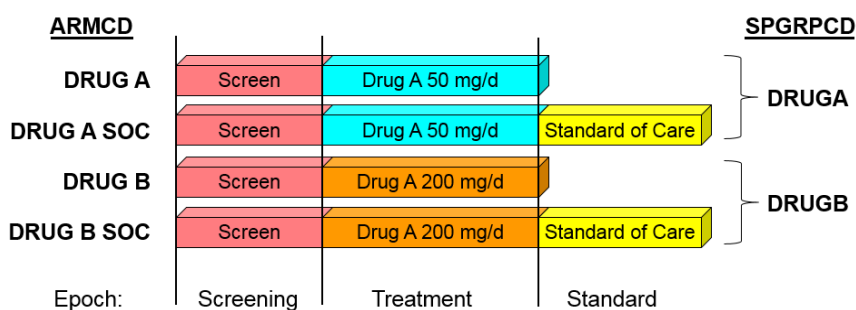 ARMCD SPGRPCD
DRUG A Screen Drug A 50 mg/d
DRUGA
DRUG A SOC Screen Drug A 50 mg/d Standard of Care
DRUG B Screen Drug A 200 mg/d
DRUGB
DRUG B SOC Screen Drug A 200 mg/d Standard of Care
Epoch: Screening Treatment Standard